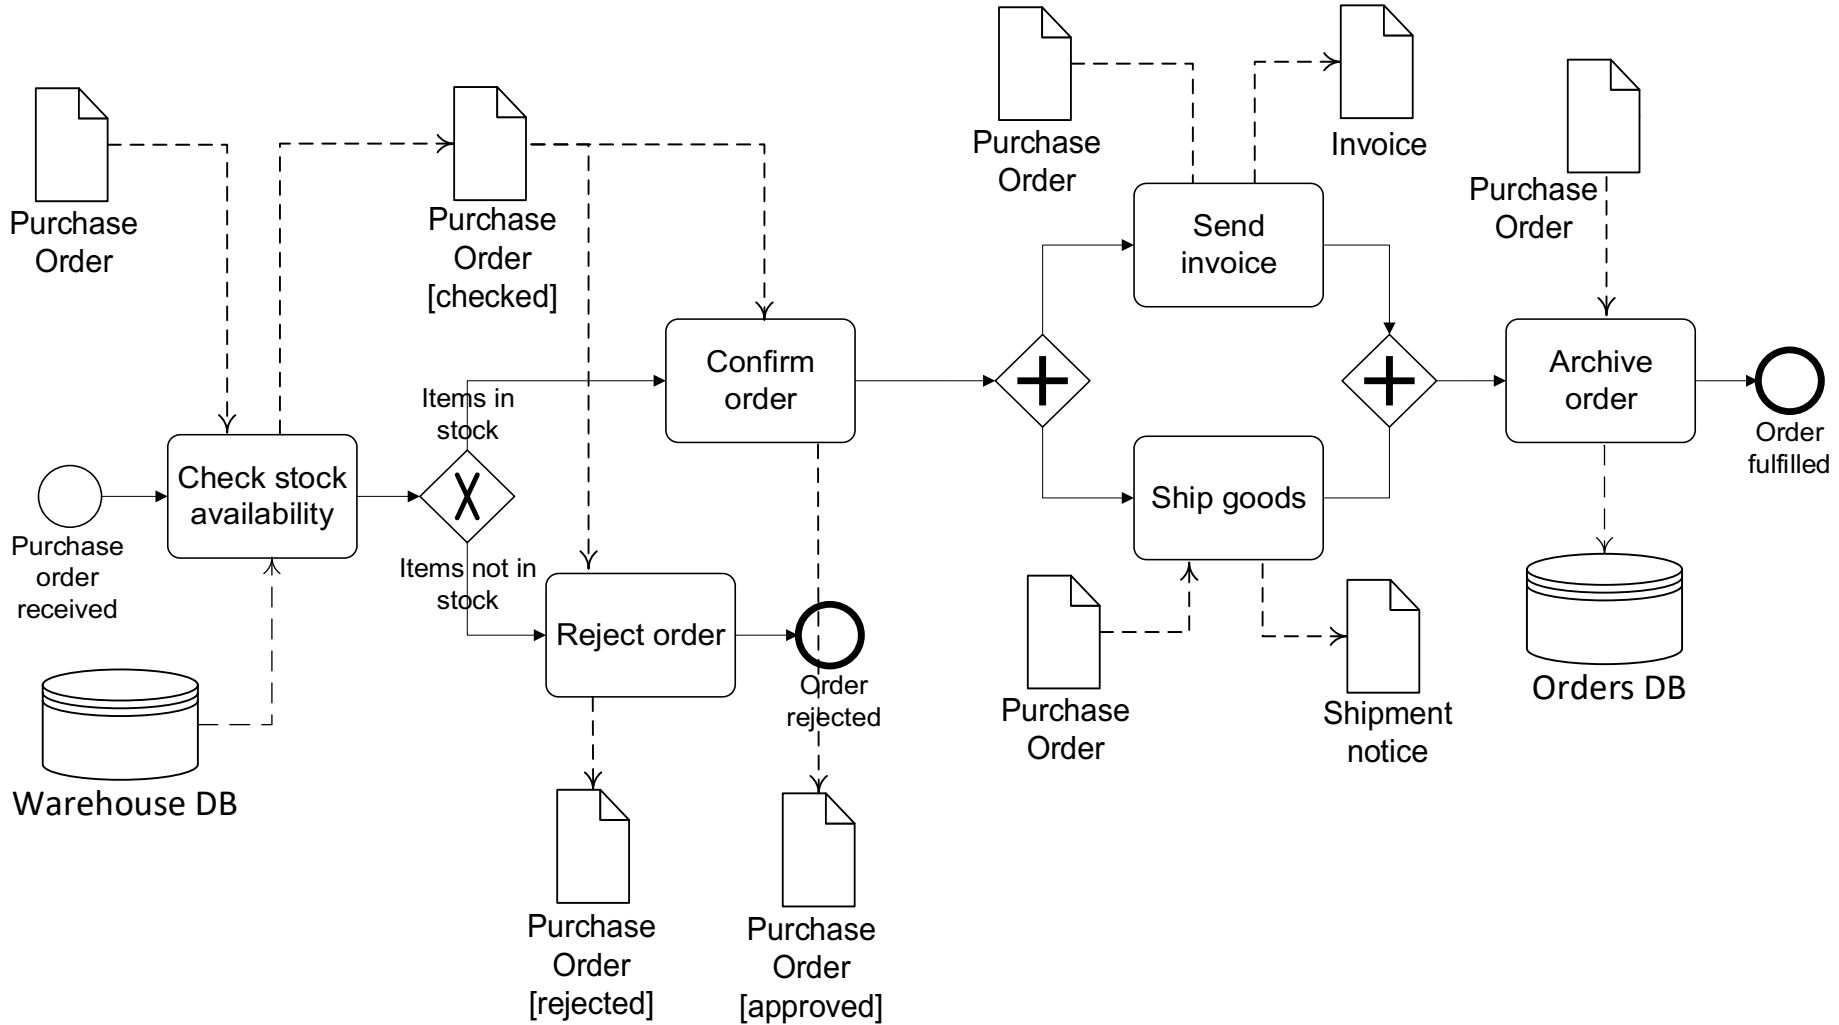 Purchase
Order
Purchase
Order
[checked]
Purchase
Order
Invoice
Purchase
Order
Send
invoice
Confirm
order
Archive
order
Items in
stock
Order
fulfilled
Check stock
availability
X
Ship goods
Purchase
order
received
Items not in
stock
Reject order
Order
rejected
Purchase
Order
Shipment
notice
Orders DB
Warehouse DB
Purchase
Order
[rejected]
Purchase
Order
[approved]